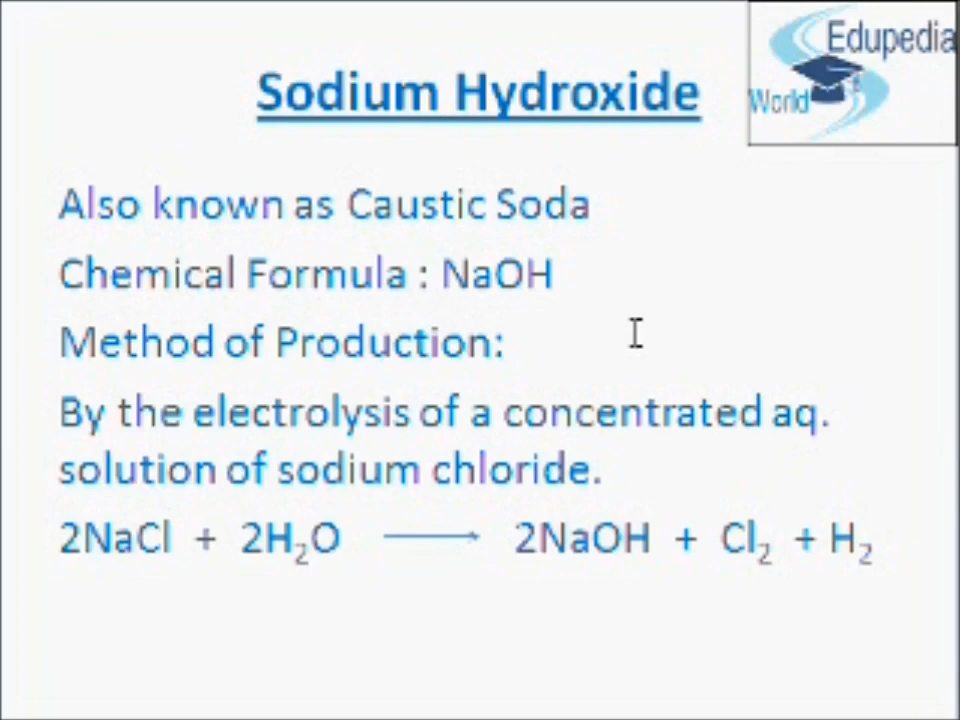 Edupedia
World
Sodium Hydroxide
Also known as Caustic Soda
Chemical Formula : NaOH
Method of Production:
By the electrolysis of a concentrated aq.
solution of sodium chloride.
2NaCl + 2H₂O ⟶ 2NaOH + Cl₂ + H₂